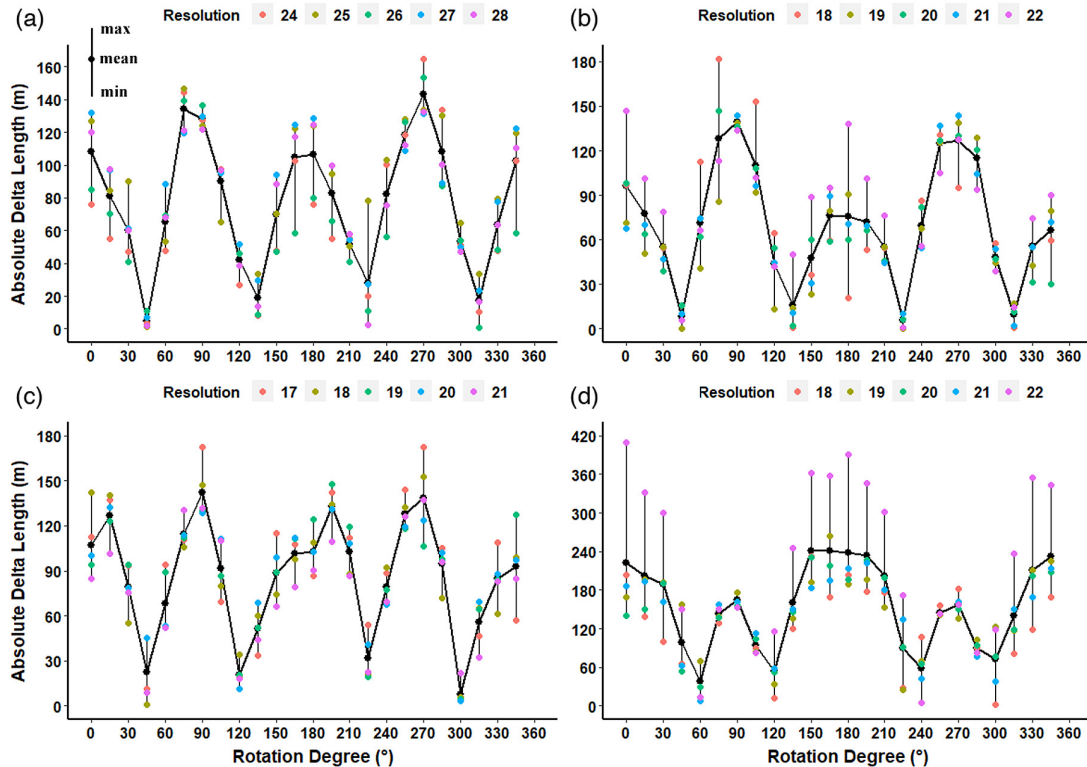 (a) Resolution 24 25 26 27 28
max
mean
min
Absolute Delta Length (m)
160
140
120
100
80
60
40
20
0
0 30 60 90 120 150 180 210 240 270 300 330 360
(b) Resolution 18 19 20 21 22
180
150
120
90
60
30
0
0 30 60 90 120 150 180 210 240 270 300 330 360
(c) Resolution 17 18 19 20 21
Absolute Delta Length (m)
180
150
120
90
60
30
0
0 30 60 90 120 150 180 210 240 270 300 330 360
Rotation Degree (°)
(d) Resolution 18 19 20 21 22
420
360
300
240
180
120
60
0
0 30 60 90 120 150 180 210 240 270 300 330 360
Rotation Degree (°)